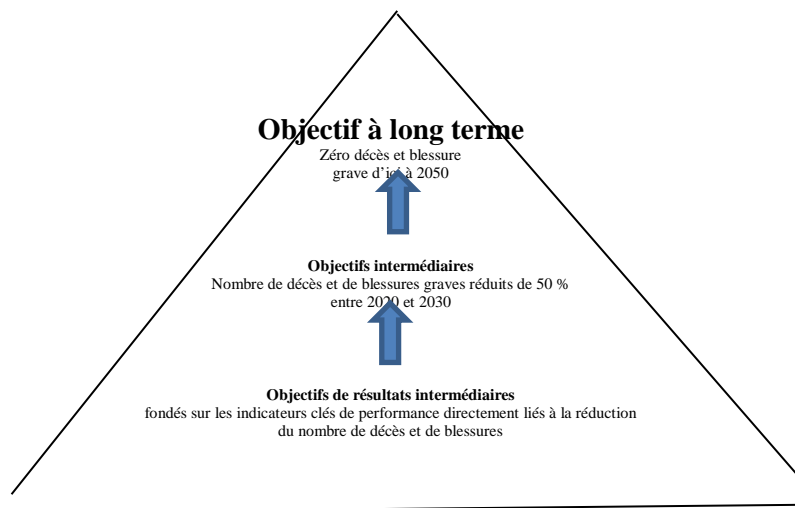 Objectif à long terme
Zéro décès et blessure
grave d’ici à 2050
Objectifs intermédiaires
Nombre de décès et de blessures graves réduits de 50 %
entre 2020 et 2030
Objectifs de résultats intermédiaires
fondés sur les indicateurs clés de performance directement liés à la réduction
du nombre de décès et de blessures